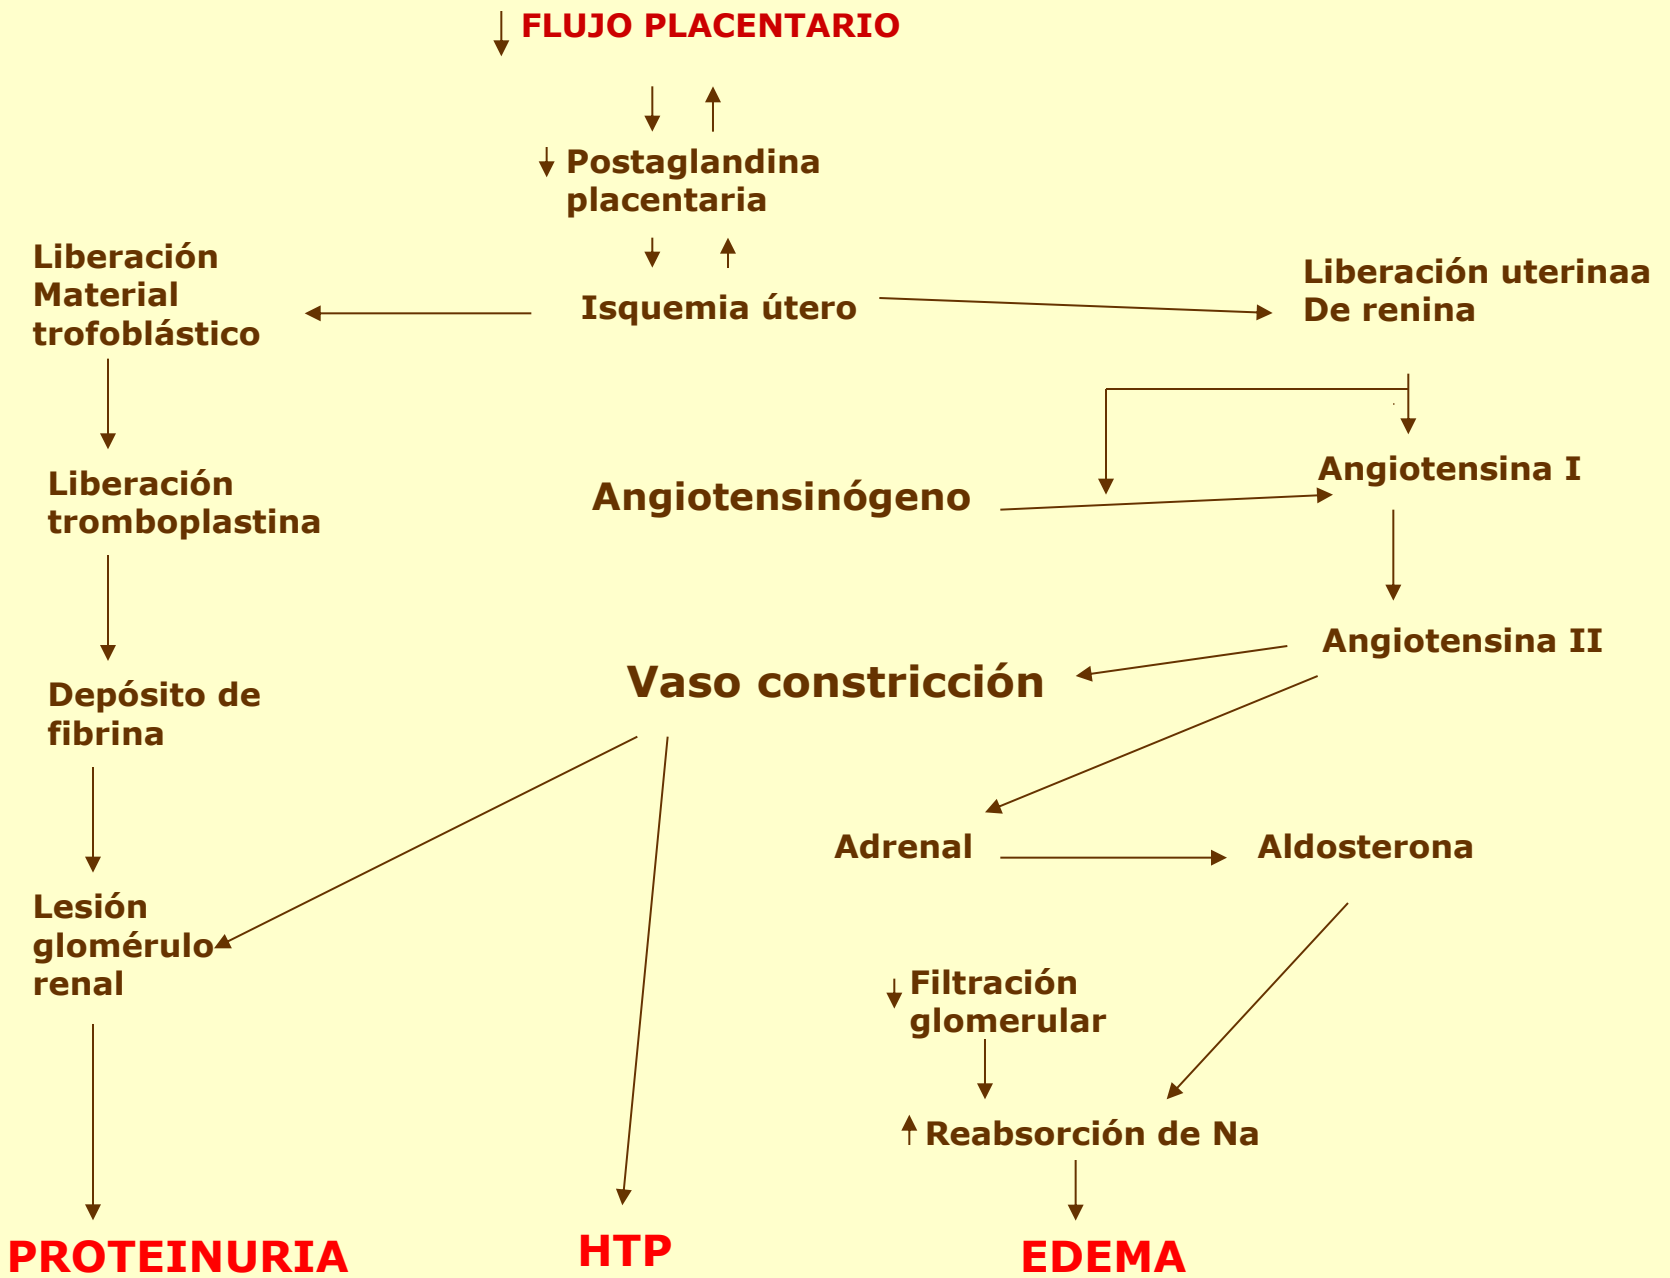 FLUJO PLACENTARIO
Postaglandina
placentaria
Liberación
Material
trofoblástico
Isquemia útero
Liberación uterinaa
De renina
Liberación
tromboplastina
Angiotensinógeno
Angiotensina I
Angiotensina II
Depósito de
fibrina
Vaso constricción
Adrenal
Aldosterona
Lesión
glomérulo
renal
Filtración
glomerular
Reabsorción de Na
PROTEINURIA
HTP
EDEMA